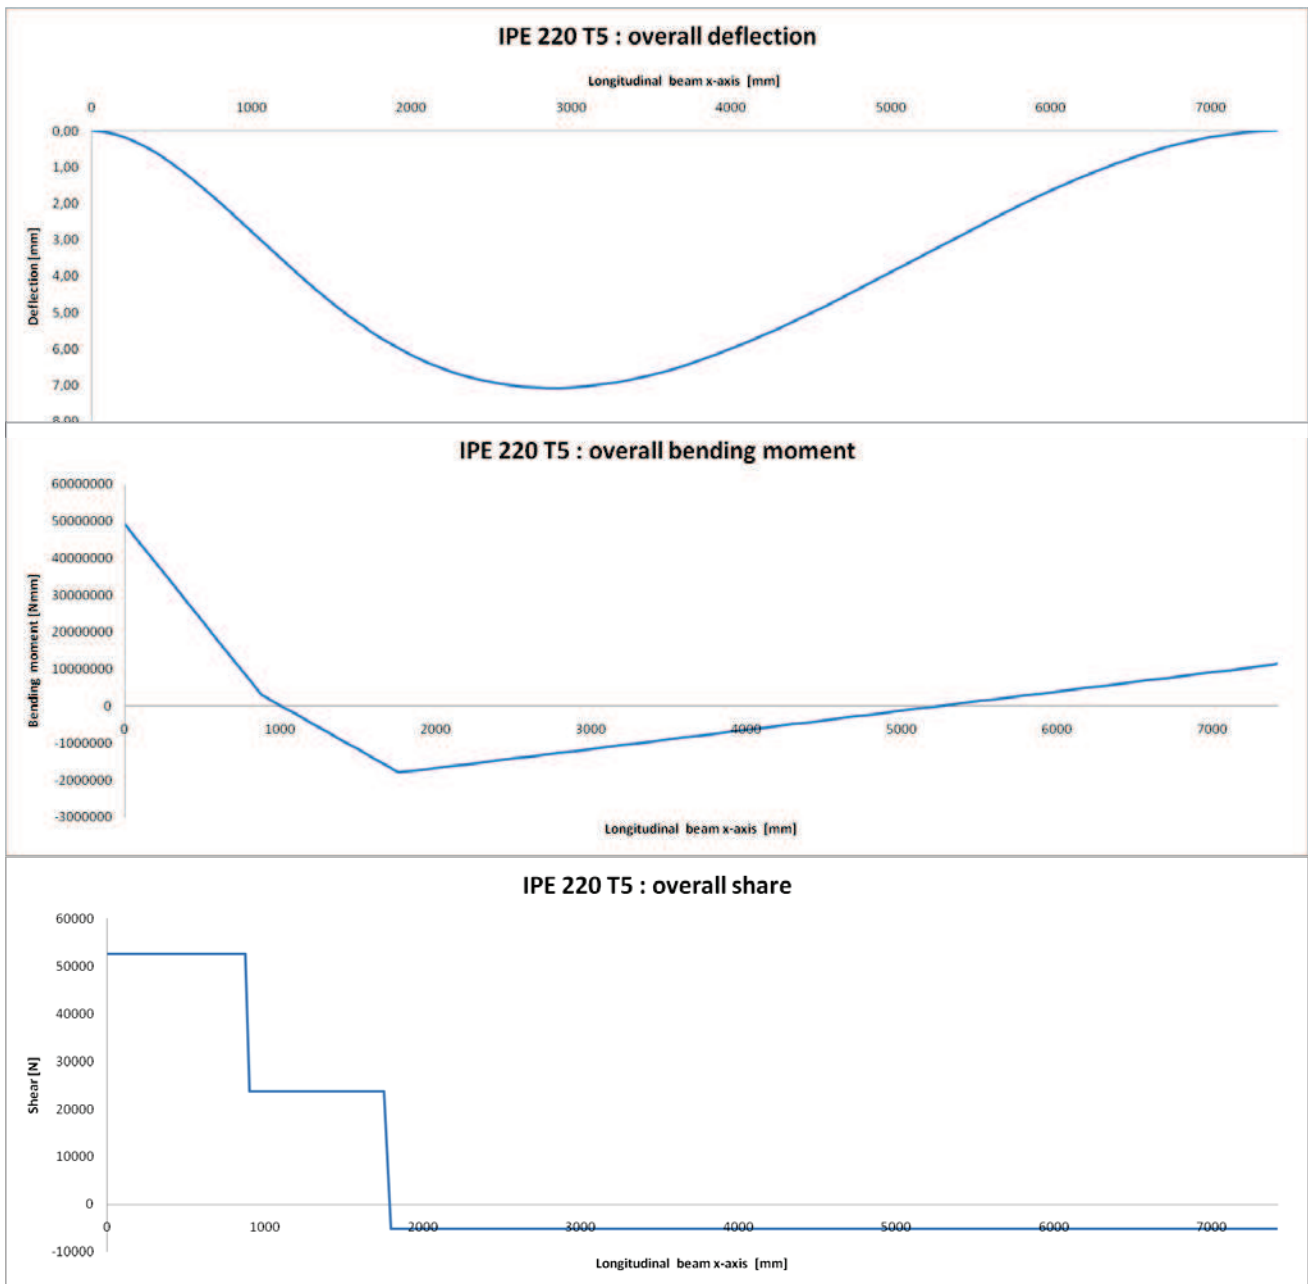 IPE 220 T5 : overall deflection
Longitudinal beam x-axis [mm]
0 1000 2000 3000 4000 5000 6000 7000
0,00
1,00
2,00
3,00
4,00
5,00
6,00
7,00
8,00
Deflection [mm]
IPE 220 T5 : overall bending moment
60000000
50000000
40000000
30000000
20000000
10000000
0
-1000000
-2000000
-3000000
Bending moment [Nmm]
0 1000 2000 3000 4000 5000 6000 7000
Longitudinal beam x-axis [mm]
IPE 220 T5 : overall share
60000
50000
40000
30000
20000
10000
0
-10000
Shear [N]
0 1000 2000 3000 4000 5000 6000 7000
Longitudinal beam x-axis [mm]